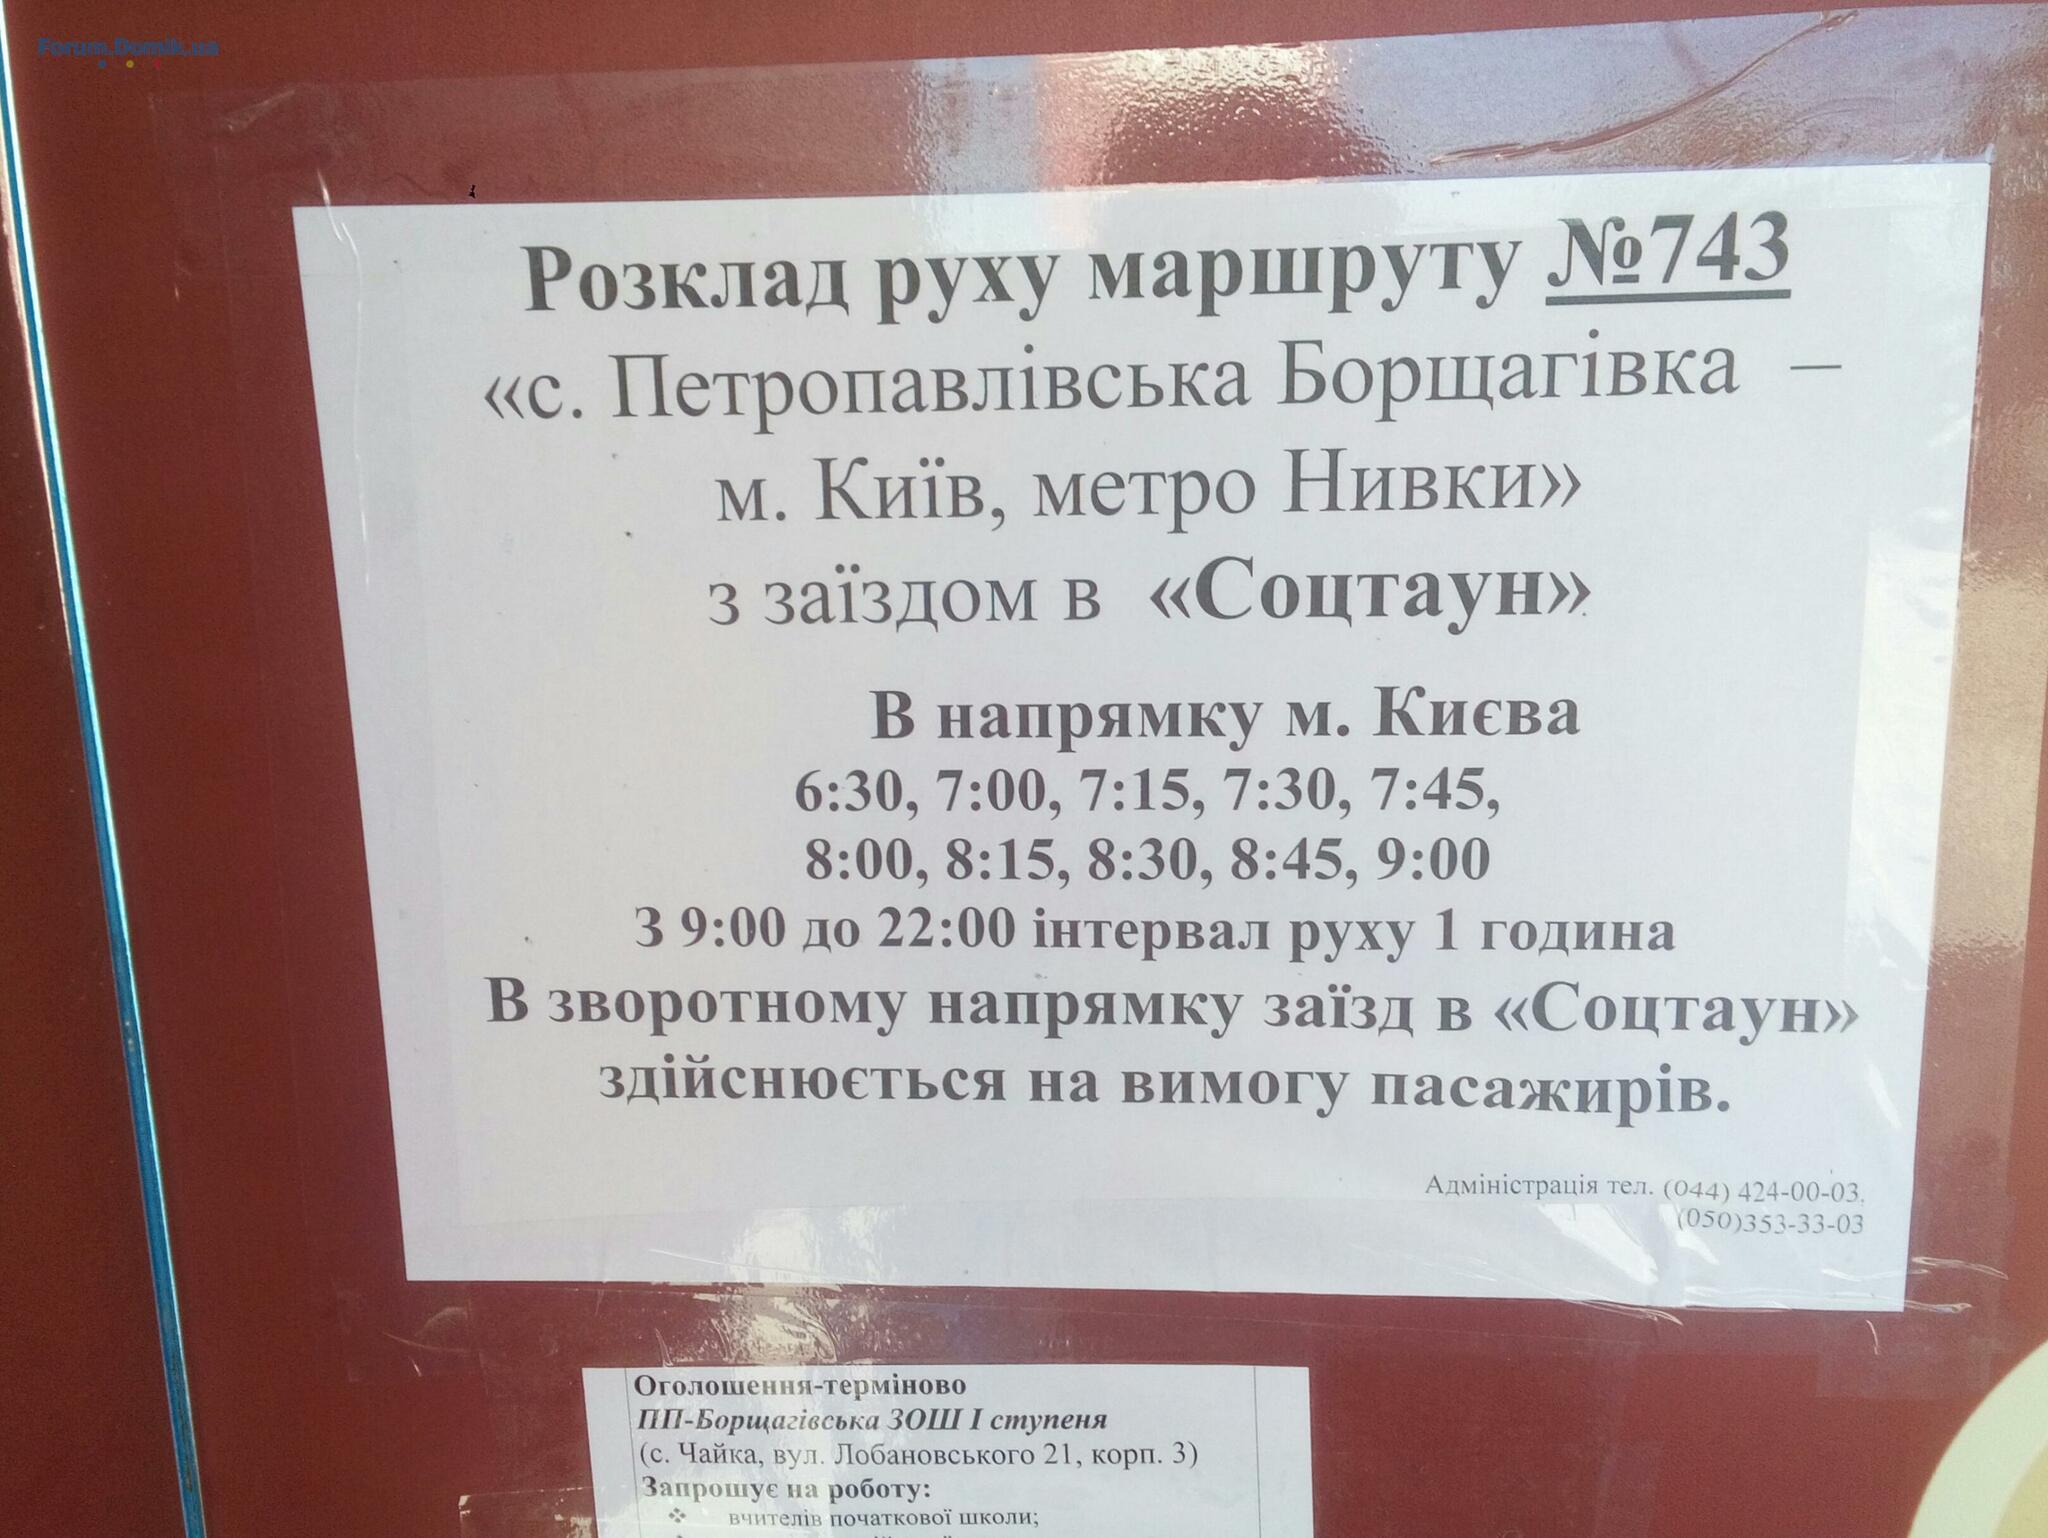 Forum.Domik.ua
Розклад руху маршруту №743
«с. Петропавлівська Борщагівка –
м. Київ, метро Нивки»
з заїздом в «Соцтаун»
В напрямку м. Києва
6:30, 7:00, 7:15, 7:30, 7:45,
8:00, 8:15, 8:30, 8:45, 9:00
З 9:00 до 22:00 інтервал руху 1 година
В зворотному напрямку заїзд в «Соцтаун»
здійснюється на вимогу пасажирів.
Адміністрація тел. (044) 424-00-03.
(050)353-33-03
Оголошення-терміново
ПП-Борщагівська ЗОШ І ступеня
(с. Чайка, вул. Лобановського 21, корп. 3)
Запрошує на роботу:
❖ вчителів початкової школи;